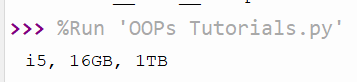 >>> %Run 'OOPs Tutorials.py'
i5, 16GB, 1TB